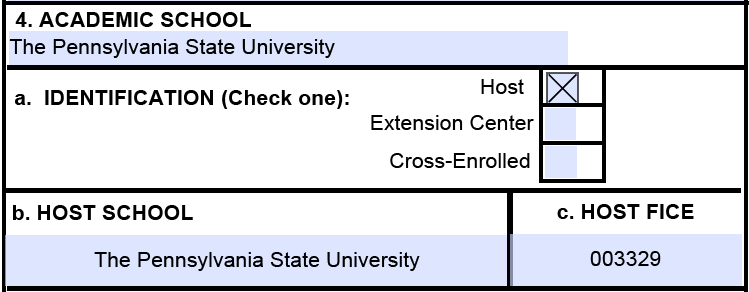 4. ACADEMIC SCHOOL
The Pennsylvania State University
a. IDENTIFICATION (Check one):
Host
Extension Center
Cross-Enrolled
b. HOST SCHOOL
c. HOST FICE
The Pennsylvania State University
003329